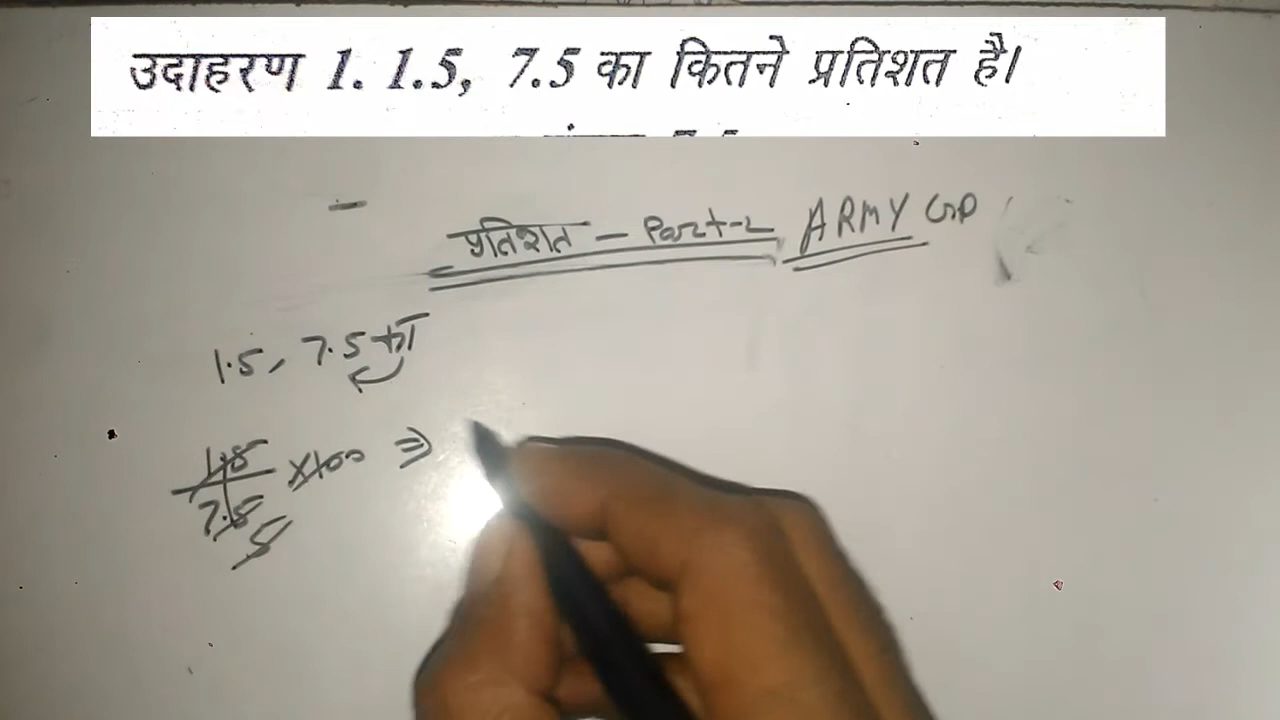 उदाहरण 1. 1.5, 7.5 का कितने प्रतिशत है।
प्रतिशत - Part-2 ARMY GD
1.5, 7.5 का
1.5
7.5
×100 ⇒
5